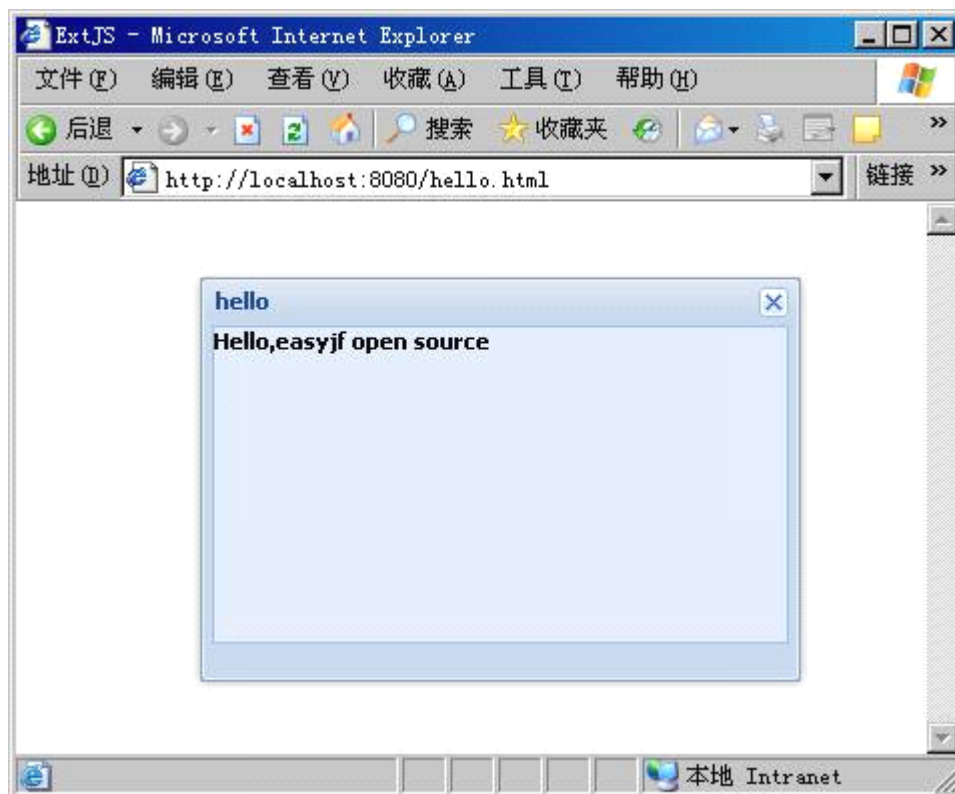 ExtJS - Microsoft Internet Explorer
文件(F) 编辑(E) 查看(V) 收藏(A) 工具(T) 帮助(H)
后退 搜索 收藏夹 »
地址(D) http://localhost:8080/hello.html 链接 »
hello
Hello,easyjf open source
本地 Intranet